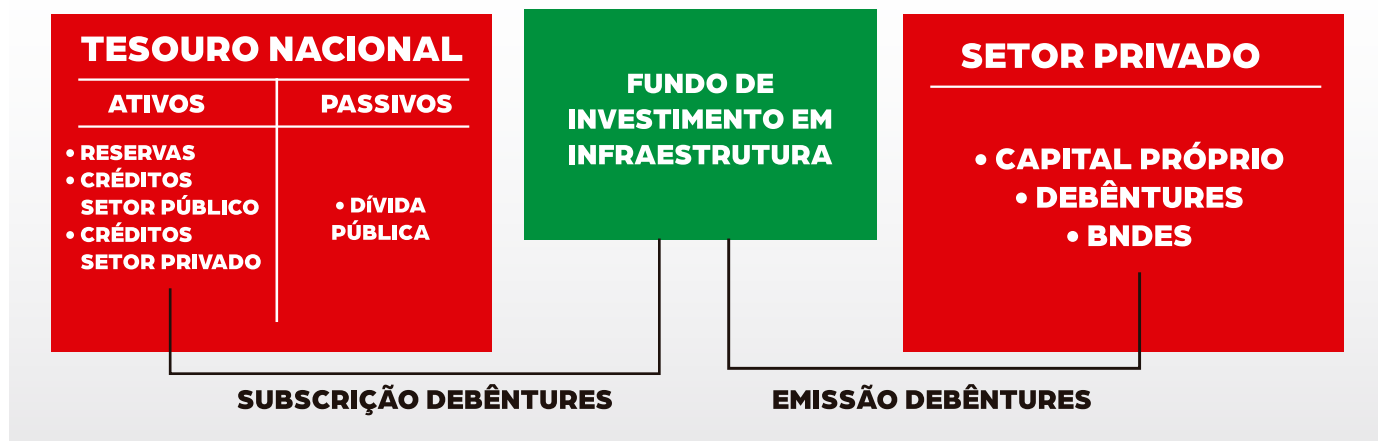 TESOURO NACIONAL
ATIVOS
PASSIVOS
• RESERVAS
• CRÉDITOS
SETOR PÚBLICO
• CRÉDITOS
SETOR PRIVADO
• DÍVIDA
PÚBLICA
FUNDO DE
INVESTIMENTO EM
INFRAESTRUTURA
SETOR PRIVADO
• CAPITAL PRÓPRIO
• DEBÊNTURES
• BNDES
SUBSCRIÇÃO DEBÊNTURES
EMISSÃO DEBÊNTURES